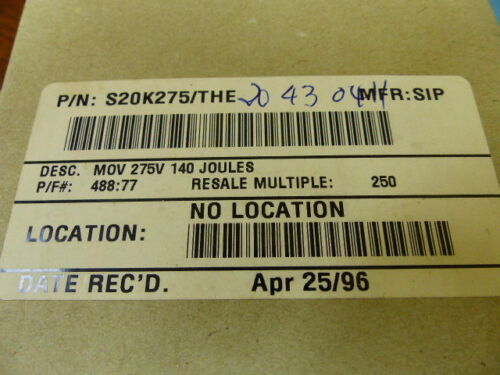 P/N: S20K275/THE 20 43 044 MFR:SIP
DESC. MOV 275V 140 JOULES
P/F#: 488:77 RESALE MULTIPLE: 250
NO LOCATION
LOCATION:
DATE REC'D. Apr 25/96